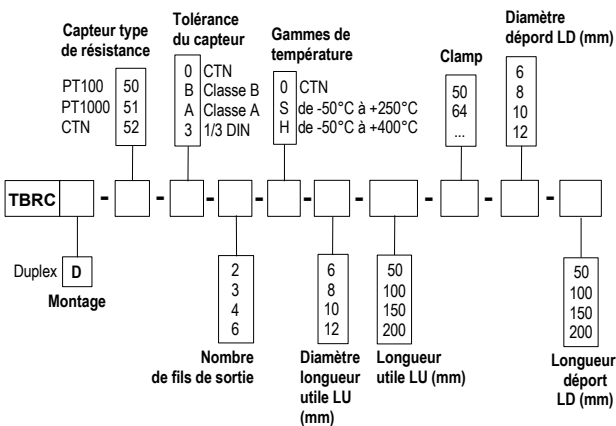 Capteur type
de résistance
PT100 50
PT1000 51
CTN 52
Tolérance
du capteur
0 CTN
B Classe B
A Classe A
3 1/3 DIN
Gammes de
température
0 CTN
S de -50°C à +250°C
H de -50°C à +400°C
Clamp
50
64
...
Diamètre
dépord LD (mm)
6
8
10
12
TBRC - - - - - - - - -
Duplex D
Montage
2
3
4
6
Nombre
de fils de sortie
6
8
10
12
Diamètre
longueur
utile LU
(mm)
50
100
150
200
Longueur
utile LU (mm)
50
100
150
200
Longueur
déport
LD (mm)